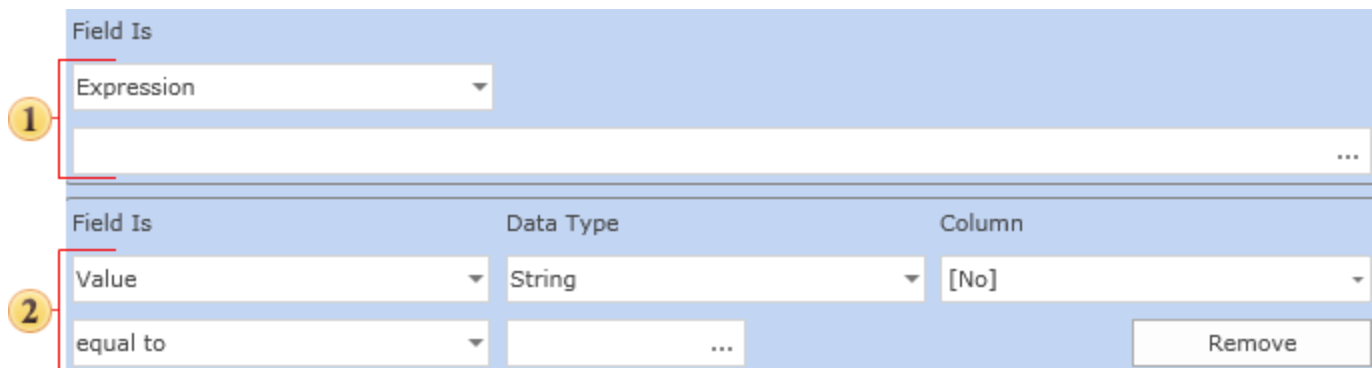 Field Is
1
Expression
...
Field Is Data Type Column
2
Value String [No]
equal to ... Remove